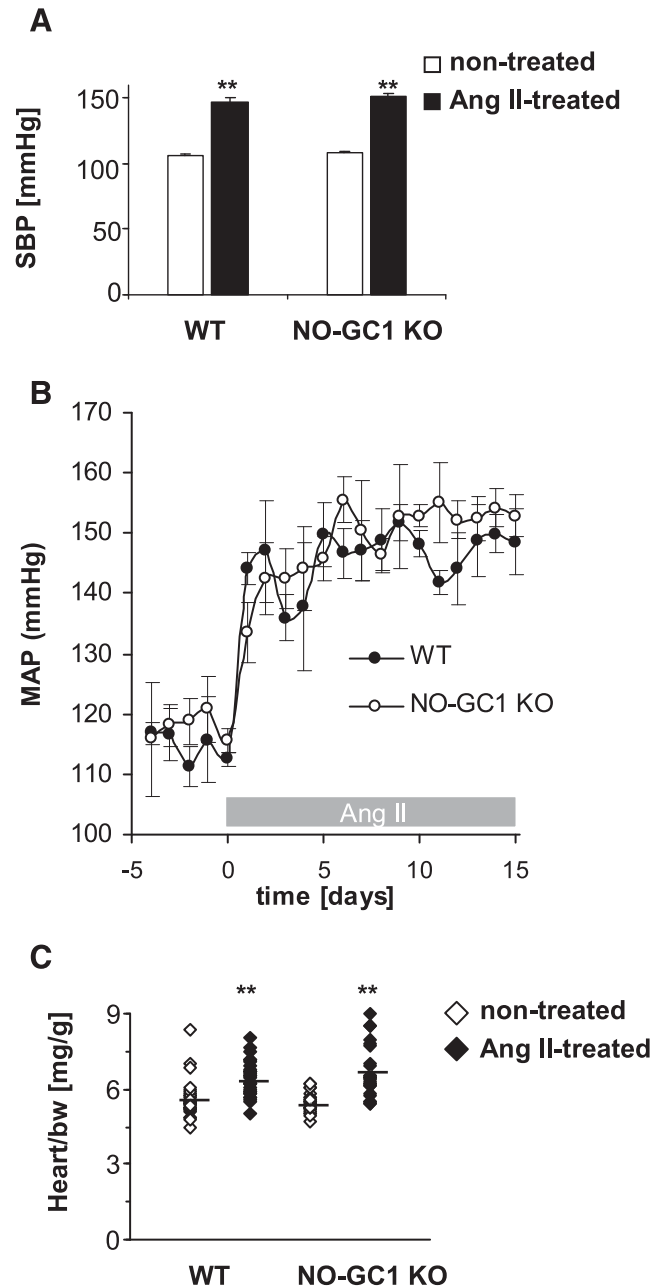 A
non-treated
Ang II-treated
** **
150
100
50
0
SBP [mmHg]
WT NO-GC1 KO
B
170
160
150
140
130
120
110
100
MAP (mmHg)
WT
NO-GC1 KO
Ang II
-5 0 5 10 15
time [days]
C
** **
non-treated
Ang II-treated
9
6
3
0
Heart/bw [mg/g]
WT NO-GC1 KO